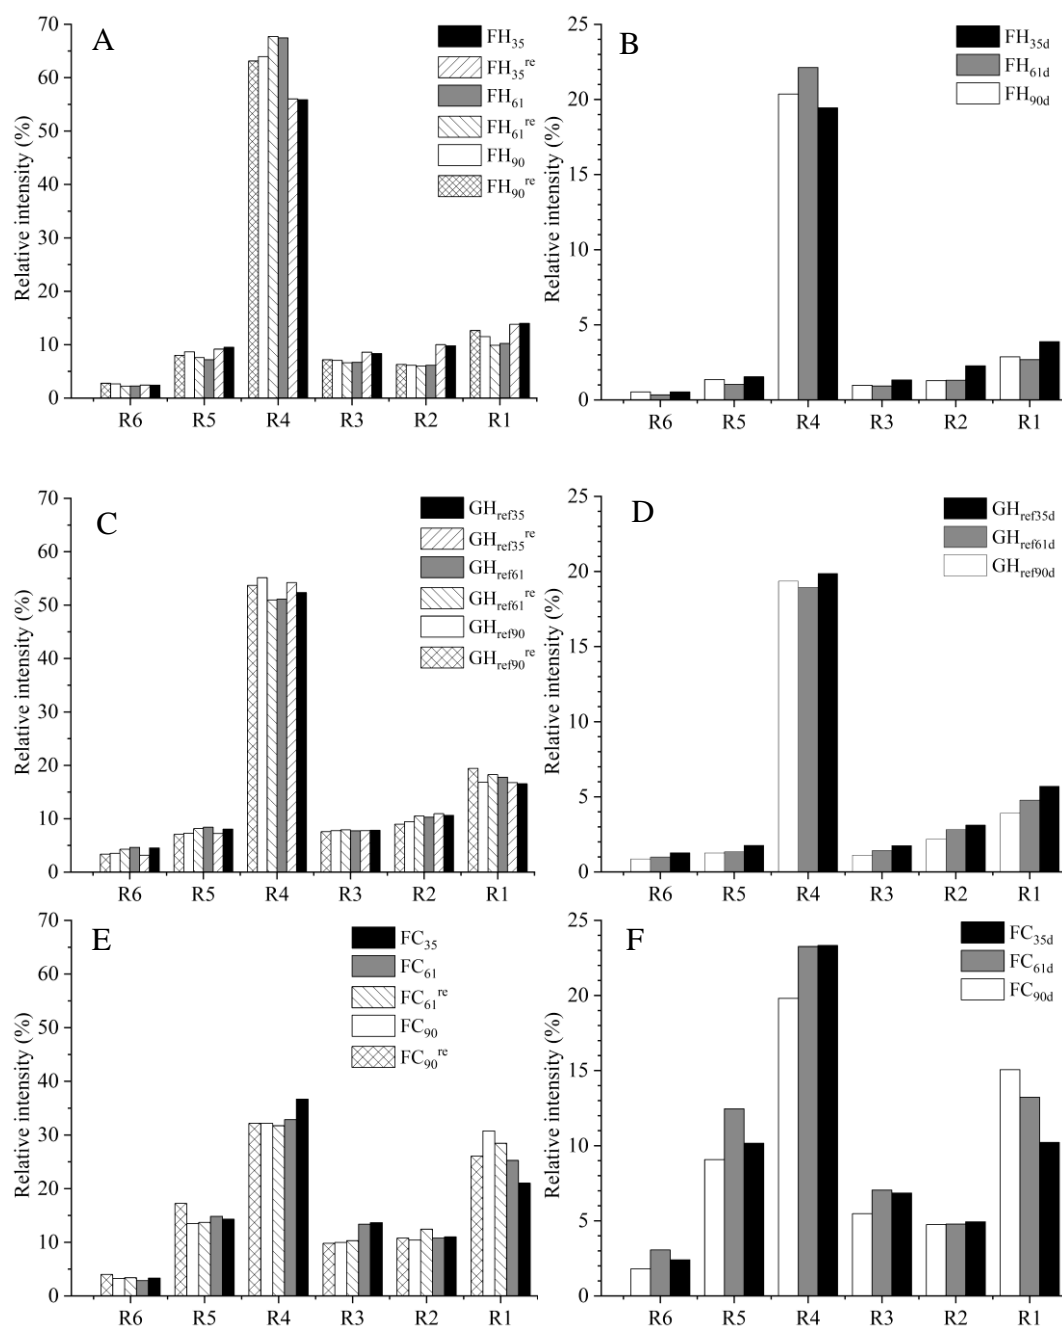 A
Relative intensity (%)
70
60
50
40
30
20
10
0
R6 R5 R4 R3 R2 R1
FH35
FH35re
FH61
FH61re
FH90
FH90re
B
Relative intensity (%)
25
20
15
10
5
0
R6 R5 R4 R3 R2 R1
FH35d
FH61d
FH90d
C
Relative intensity (%)
70
60
50
40
30
20
10
0
R6 R5 R4 R3 R2 R1
GHref35
GHref35re
GHref61
GHref61re
GHref90
GHref90re
D
Relative intensity (%)
25
20
15
10
5
0
R6 R5 R4 R3 R2 R1
GHref35d
GHref61d
GHref90d
E
Relative intensity (%)
70
60
50
40
30
20
10
0
R6 R5 R4 R3 R2 R1
FC35
FC61
FC61re
FC90
FC90re
F
Relative intensity (%)
25
20
15
10
5
0
R6 R5 R4 R3 R2 R1
FC35d
FC61d
FC90d